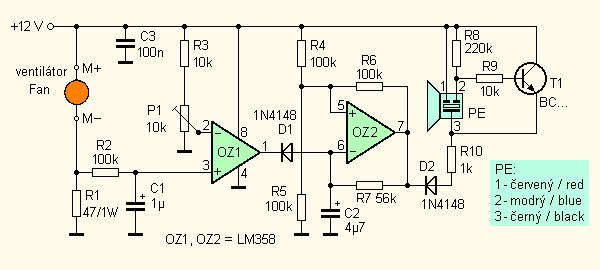 +12 V
C3
100n
R3
10k
R4
100k
R6
100k
R8
220k
R9
10k
T1
BC...
ventilátor
Fan
M+
M−
P1
10k
2
3
8
4
1
OZ1
1N4148
D1
5
6
7
OZ2
1
2
3
PE
R2
100k
R1
47/1W
C1
1µ
+
R5
100k
C2
4µ7
+
R7 56k
D2
1N4148
R10
1k
PE:
1- červený / red
2- modrý / blue
3- černý / black
OZ1, OZ2 = LM358